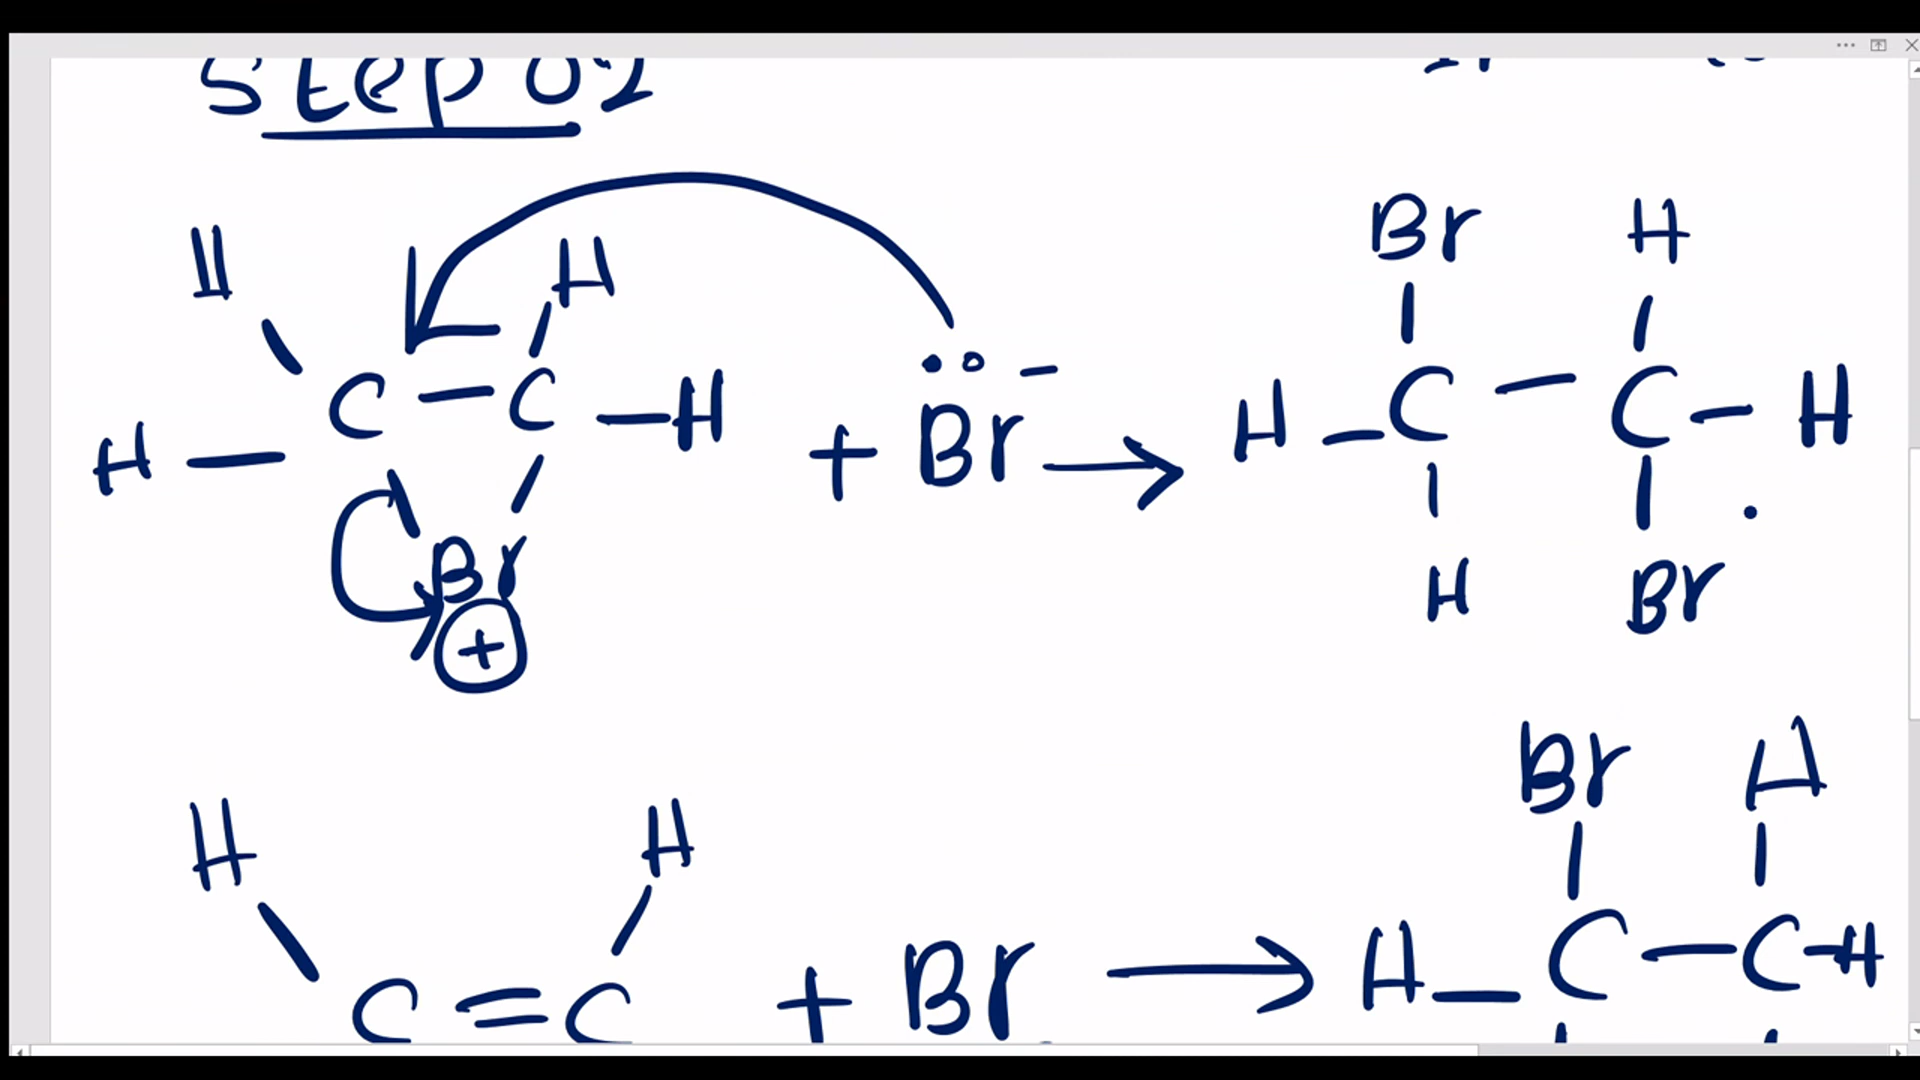 Step 02
Br H
H H
C — C — H + Br⁻ → H — C — C — H
H —
Br H Br
+
Br H
H H
C = C + Br → H — C — C — H